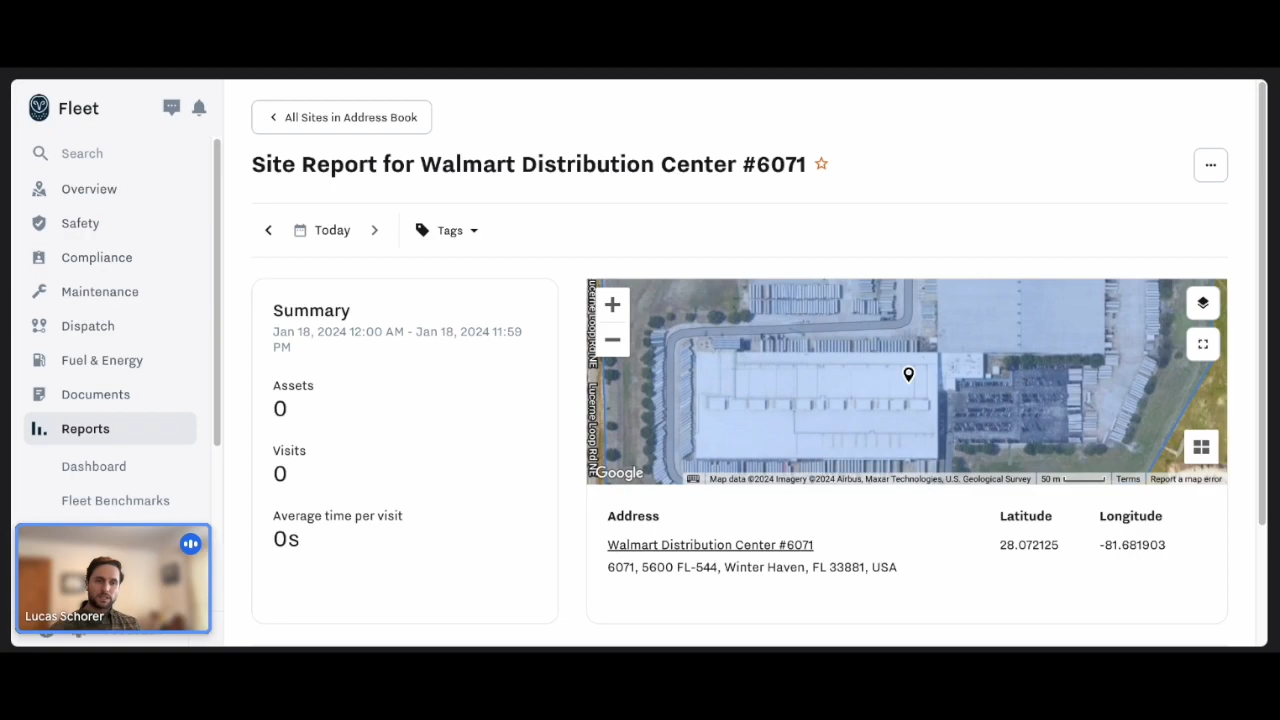 Fleet
Search
Overview
Safety
Compliance
Maintenance
Dispatch
Fuel & Energy
Documents
Reports
Dashboard
Fleet Benchmarks
Lucas Schorer
All Sites in Address Book
Site Report for Walmart Distribution Center #6071
Today
Tags
Summary
Jan 18, 2024 12:00 AM - Jan 18, 2024 11:59
PM
Assets
0
Visits
0
Average time per visit
0s
Lucerne Loop Rd NE
Lucerne Loop Rd NE
Google
Map data ©2024 Imagery ©2024 Airbus, Maxar Technologies, U.S. Geological Survey
50 m
Terms
Report a map error
Address
Latitude
Longitude
Walmart Distribution Center #6071
28.072125
-81.681903
6071, 5600 FL-544, Winter Haven, FL 33881, USA